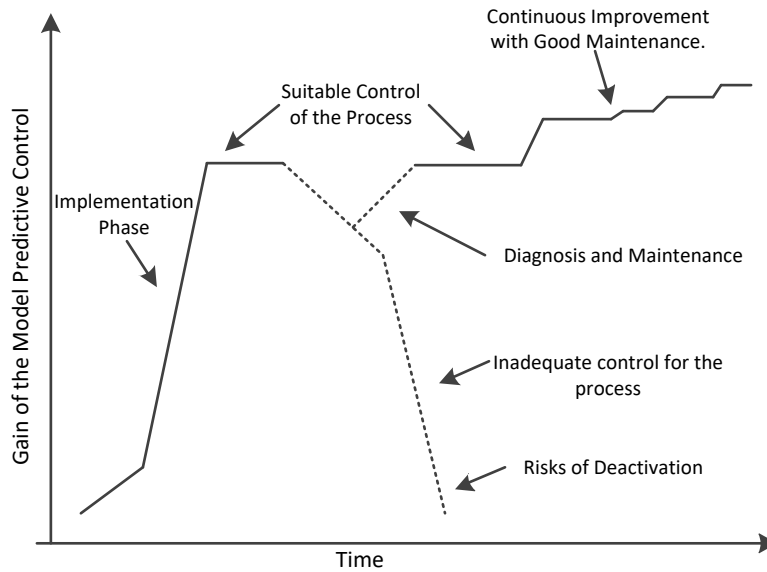 Continuous Improvement
with Good Maintenance.
Suitable Control
of the Process
Implementation
Phase
Diagnosis and Maintenance
Inadequate control for the
process
Risks of Deactivation
Gain of the Model Predictive Control
Time